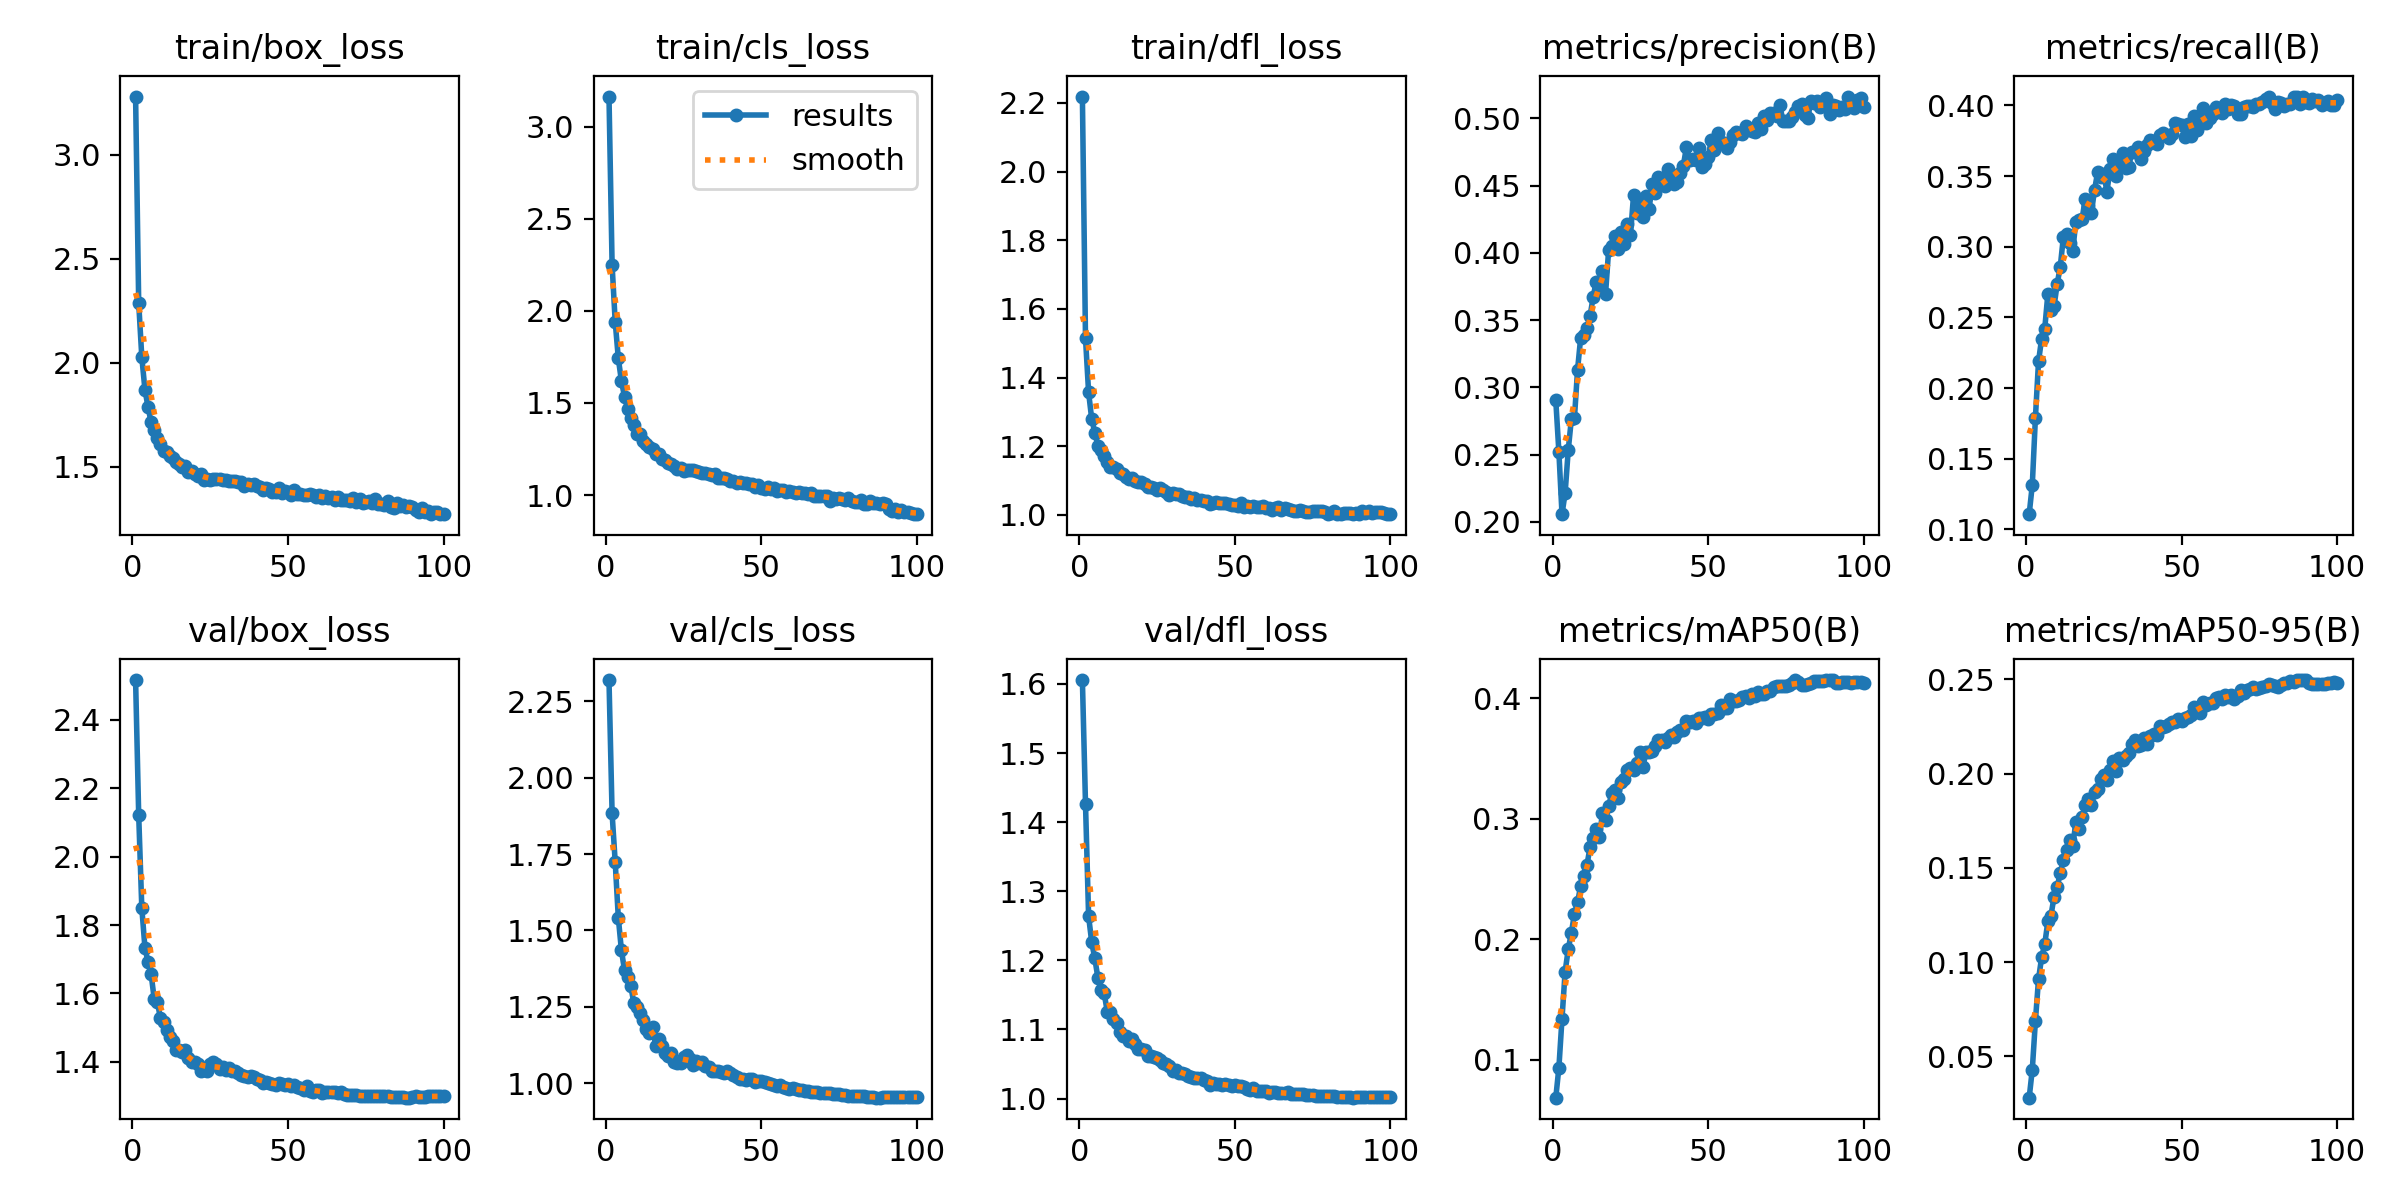 train/box_loss
3.0
2.5
2.0
1.5
0 50 100
train/cls_loss
results
smooth
3.0
2.5
2.0
1.5
1.0
0 50 100
train/dfl_loss
2.2
2.0
1.8
1.6
1.4
1.2
1.0
0 50 100
metrics/precision(B)
0.50
0.45
0.40
0.35
0.30
0.25
0.20
0 50 100
metrics/recall(B)
0.40
0.35
0.30
0.25
0.20
0.15
0.10
0 50 100
val/box_loss
2.4
2.2
2.0
1.8
1.6
1.4
0 50 100
val/cls_loss
2.25
2.00
1.75
1.50
1.25
1.00
0 50 100
val/dfl_loss
1.6
1.5
1.4
1.3
1.2
1.1
1.0
0 50 100
metrics/mAP50(B)
0.4
0.3
0.2
0.1
0 50 100
metrics/mAP50-95(B)
0.25
0.20
0.15
0.10
0.05
0 50 100